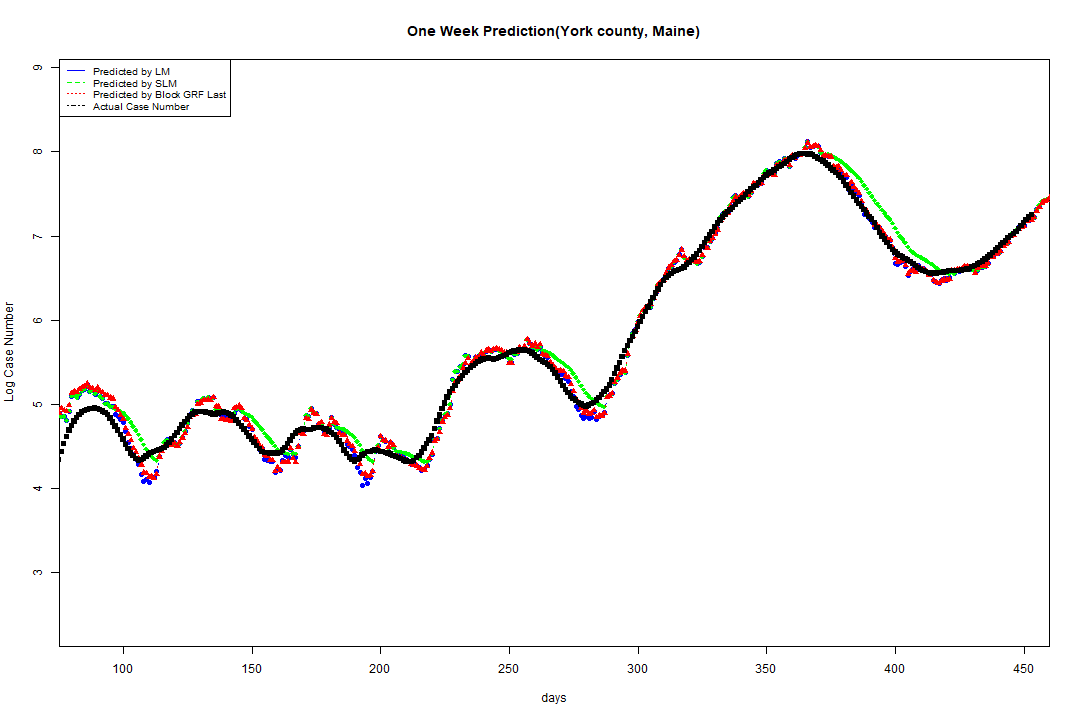 One Week Prediction(York county, Maine)
Predicted by LM
Predicted by SLM
Predicted by Block GRF Last
Actual Case Number
9
8
7
6
5
4
3
Log Case Number
100 150 200 250 300 350 400 450
days